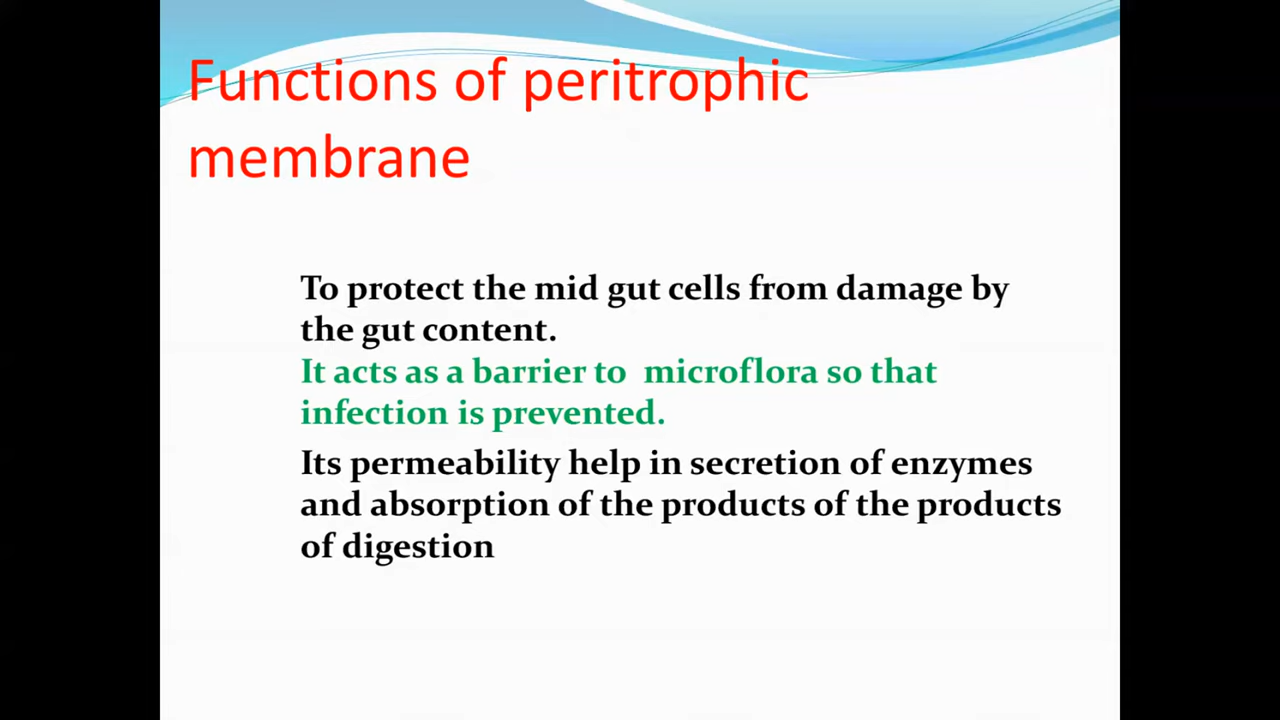 Functions of peritrophic
membrane
To protect the mid gut cells from damage by
the gut content.
It acts as a barrier to microflora so that
infection is prevented.
Its permeability help in secretion of enzymes
and absorption of the products of the products
of digestion